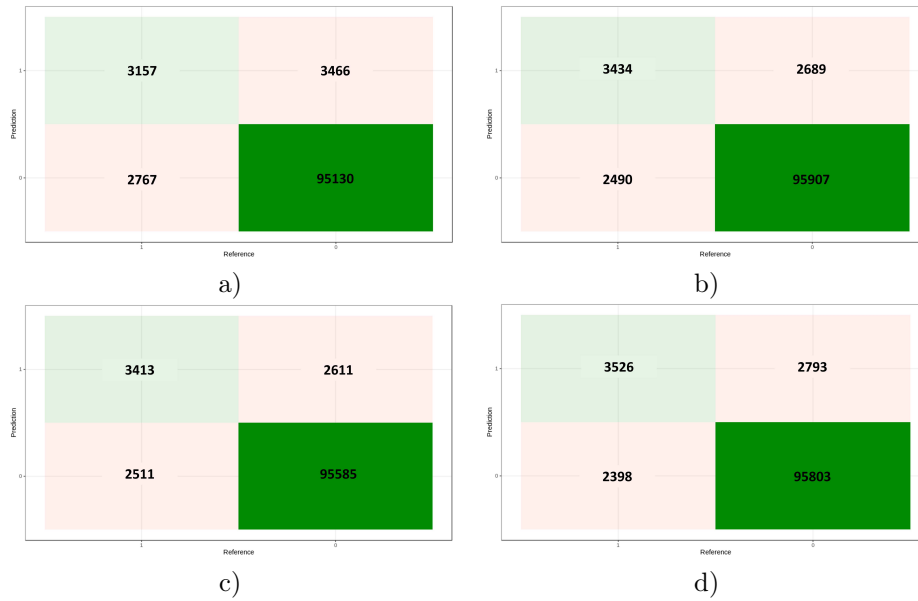 1
3157
3466
Prediction
0
2767
95130
1
0
Reference
a)
1
3434
2689
Prediction
0
2490
95907
1
0
Reference
b)
1
3413
2611
Prediction
0
2511
95585
1
0
Reference
c)
1
3526
2793
Prediction
0
2398
95803
1
0
Reference
d)